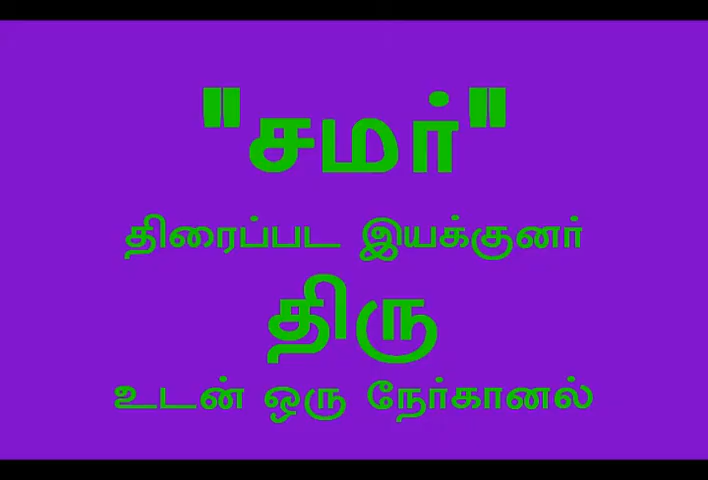 "சமர்"
திரைப்பட இயக்குனர்
திரு
உடன் ஒரு நேர்கானல்